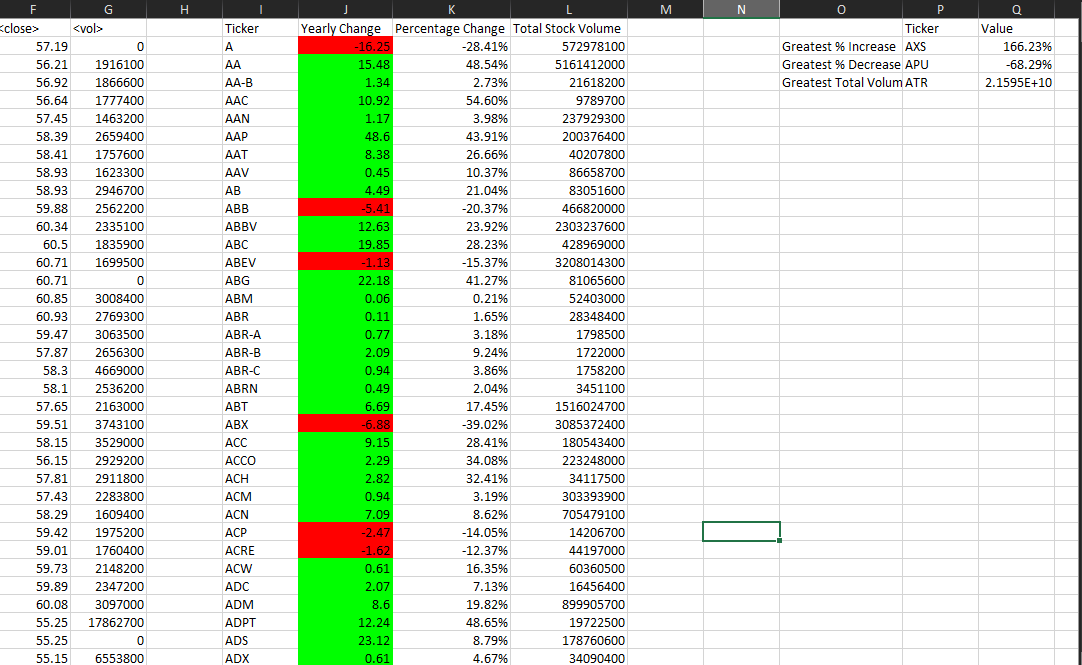 F G H I J K L M N O P Q
<close> <vol> Ticker Yearly Change Percentage Change Total Stock Volume Ticker Value
57.19 0 A -16.25 -28.41% 572978100 Greatest % Increase AXS 166.23%
56.21 1916100 AA 15.48 48.54% 5161412000 Greatest % Decrease APU -68.29%
56.92 1866600 AA-B 1.34 2.73% 21618200 Greatest Total Volum ATR 2.1595E+10
56.64 1777400 AAC 10.92 54.60% 9789700
57.45 1463200 AAN 1.17 3.98% 237929300
58.39 2659400 AAP 48.6 43.91% 200376400
58.41 1757600 AAT 8.38 26.66% 40207800
58.93 1623300 AAV 0.45 10.37% 86658700
58.93 2946700 AB 4.49 21.04% 83051600
59.88 2562200 ABB -5.41 -20.37% 466820000
60.34 2335100 ABBV 12.63 23.92% 2303237600
60.5 1835900 ABC 19.85 28.23% 428969000
60.71 1699500 ABEV -1.13 -15.37% 3208014300
60.71 0 ABG 22.18 41.27% 81065600
60.85 3008400 ABM 0.06 0.21% 52403000
60.93 2769300 ABR 0.11 1.65% 28348400
59.47 3063500 ABR-A 0.77 3.18% 1798500
57.87 2656300 ABR-B 2.09 9.24% 1722000
58.3 4669000 ABR-C 0.94 3.86% 1758200
58.1 2536200 ABRN 0.49 2.04% 3451100
57.65 2163000 ABT 6.69 17.45% 1516024700
59.51 3743100 ABX -6.88 -39.02% 3085372400
58.15 3529000 ACC 9.15 28.41% 180543400
56.15 2929200 ACCO 2.29 34.08% 223248000
57.81 2911800 ACH 2.82 32.41% 34117500
57.43 2283800 ACM 0.94 3.19% 303393900
58.29 1609400 ACN 7.09 8.62% 705479100
59.42 1975200 ACP -2.47 -14.05% 14206700
59.01 1760400 ACRE -1.62 -12.37% 44197000
59.73 2148200 ACW 0.61 16.35% 60360500
59.89 2347200 ADC 2.07 7.13% 16456400
60.08 3097000 ADM 8.6 19.82% 899905700
55.25 17862700 ADPT 12.24 48.65% 19722500
55.25 0 ADS 23.12 8.79% 178760600
55.15 6553800 ADX 0.61 4.67% 34090400